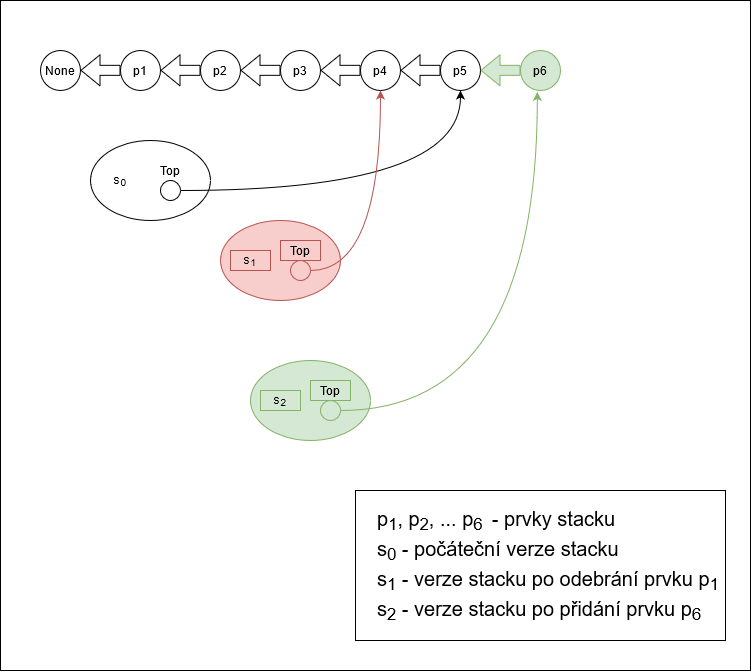 None p1 p2 p3 p4 p5 p6
Top
s0
Top
s1
Top
s2
p1, p2, ... p6 - prvky stacku
s0 - počáteční verze stacku
s1 - verze stacku po odebrání prvku p1
s2 - verze stacku po přidání prvku p6